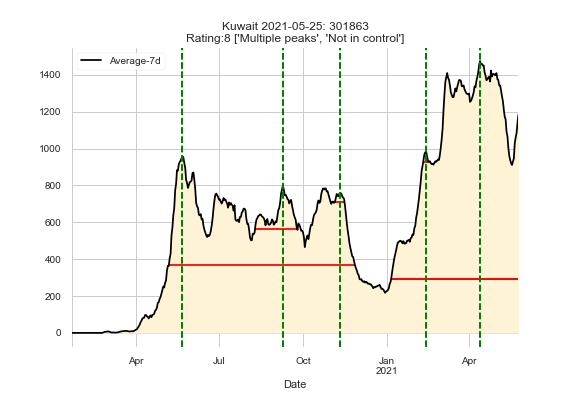 Kuwait 2021-05-25: 301863
Rating:8 ['Multiple peaks', 'Not in control']
Average-7d
1400
1200
1000
800
600
400
200
0
Apr
Jul
Oct
Jan
2021
Apr
Date